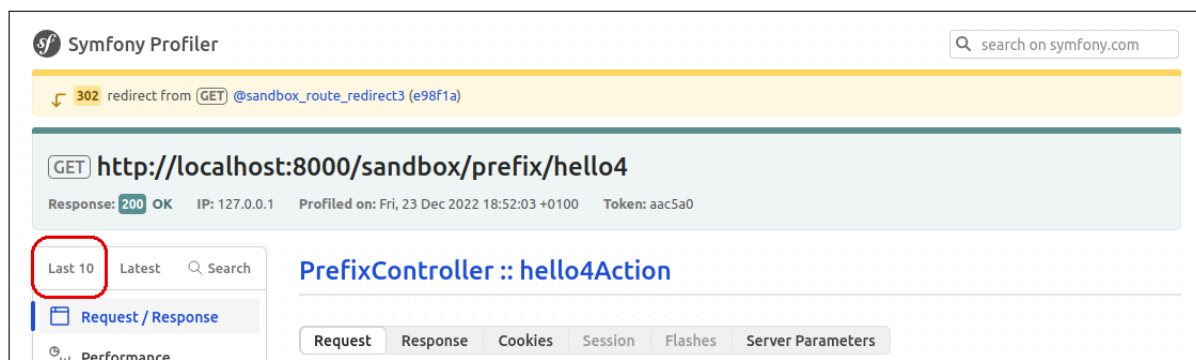 Symfony Profiler
search on symfony.com
302 redirect from GET @sandbox_route_redirect3 (e98f1a)
GET http://localhost:8000/sandbox/prefix/hello4
Response: 200 OK IP: 127.0.0.1 Profiled on: Fri, 23 Dec 2022 18:52:03 +0100 Token: aac5a0
Last 10 Latest Search
PrefixController :: hello4Action
Request / Response
Request Response Cookies Session Flashes Server Parameters
Performance